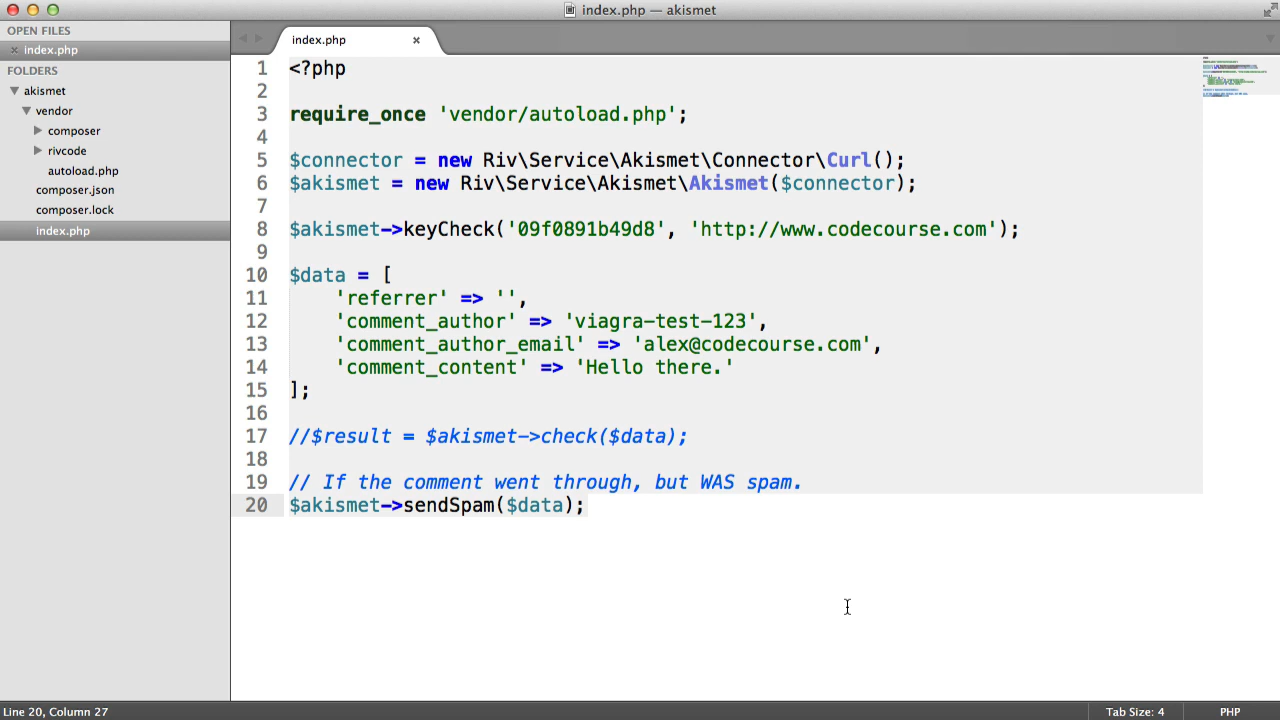 index.php — akismet
OPEN FILES
index.php
FOLDERS
akismet
vendor
composer
rivcode
autoload.php
composer.json
composer.lock
index.php
index.php
1 <?php
2
3 require_once 'vendor/autoload.php';
4
5 $connector = new Riv\Service\Akismet\Connector\Curl();
6 $akismet = new Riv\Service\Akismet\Akismet($connector);
7
8 $akismet->keyCheck('09f0891b49d8', 'http://www.codecourse.com');
9
10 $data = [
11     'referrer' => '',
12     'comment_author' => 'viagra-test-123',
13     'comment_author_email' => 'alex@codecourse.com',
14     'comment_content' => 'Hello there.'
15 ];
16
17 //$result = $akismet->check($data);
18
19 // If the comment went through, but WAS spam.
20 $akismet->sendSpam($data);
Line 20, Column 27
Tab Size: 4
PHP